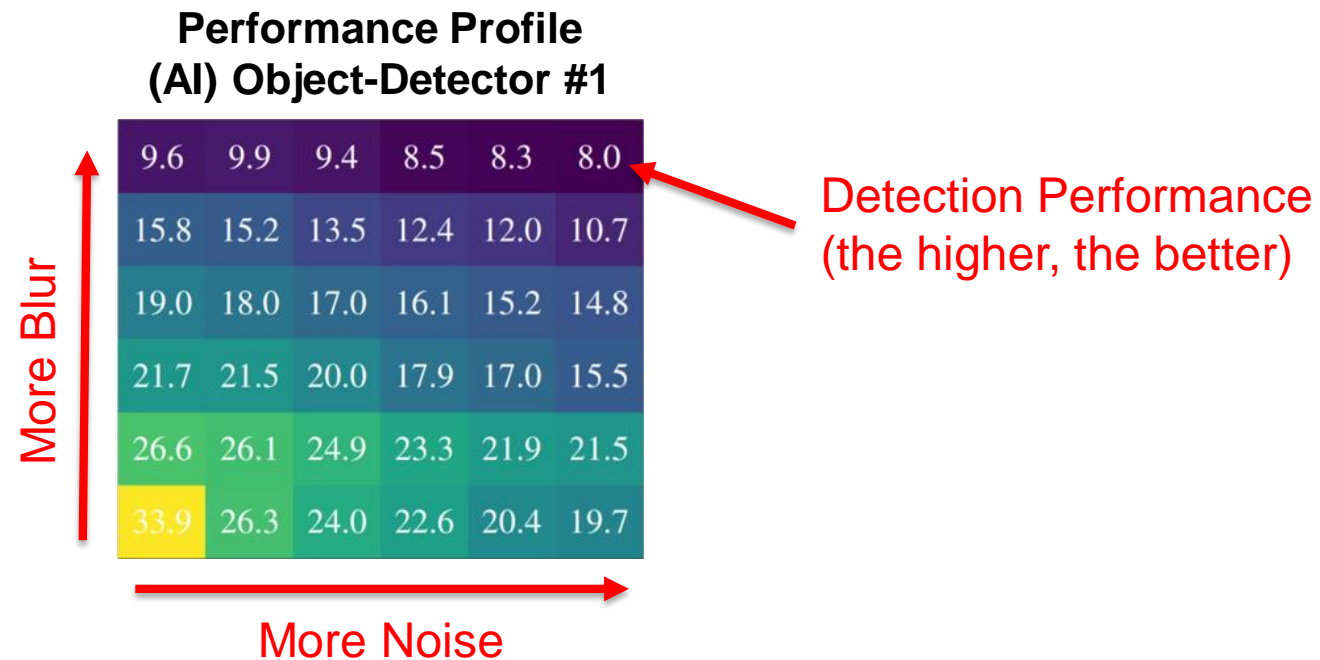 Performance Profile
(AI) Object-Detector #1
9.6 9.9 9.4 8.5 8.3 8.0
15.8 15.2 13.5 12.4 12.0 10.7
19.0 18.0 17.0 16.1 15.2 14.8
21.7 21.5 20.0 17.9 17.0 15.5
26.6 26.1 24.9 23.3 21.9 21.5
33.9 26.3 24.0 22.6 20.4 19.7
More Blur
More Noise
Detection Performance
(the higher, the better)